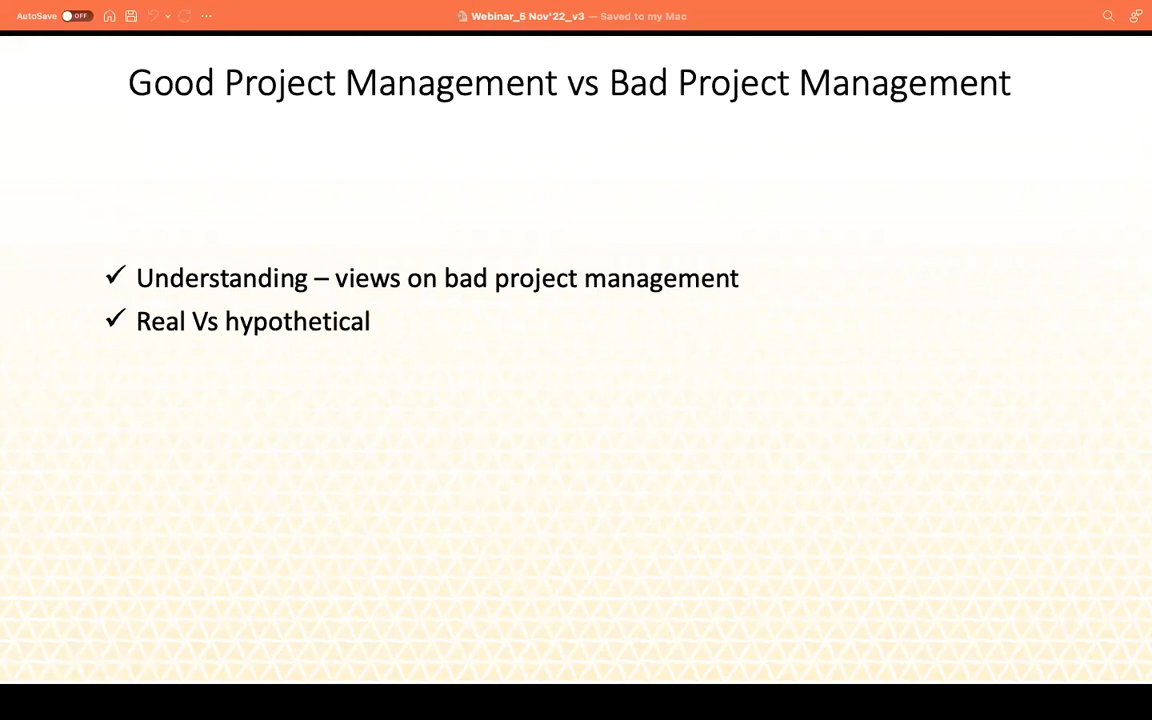 AutoSave OFF
Webinar_5 Nov'22_v3 — Saved to my Mac
Good Project Management vs Bad Project Management
✓ Understanding – views on bad project management
✓ Real Vs hypothetical